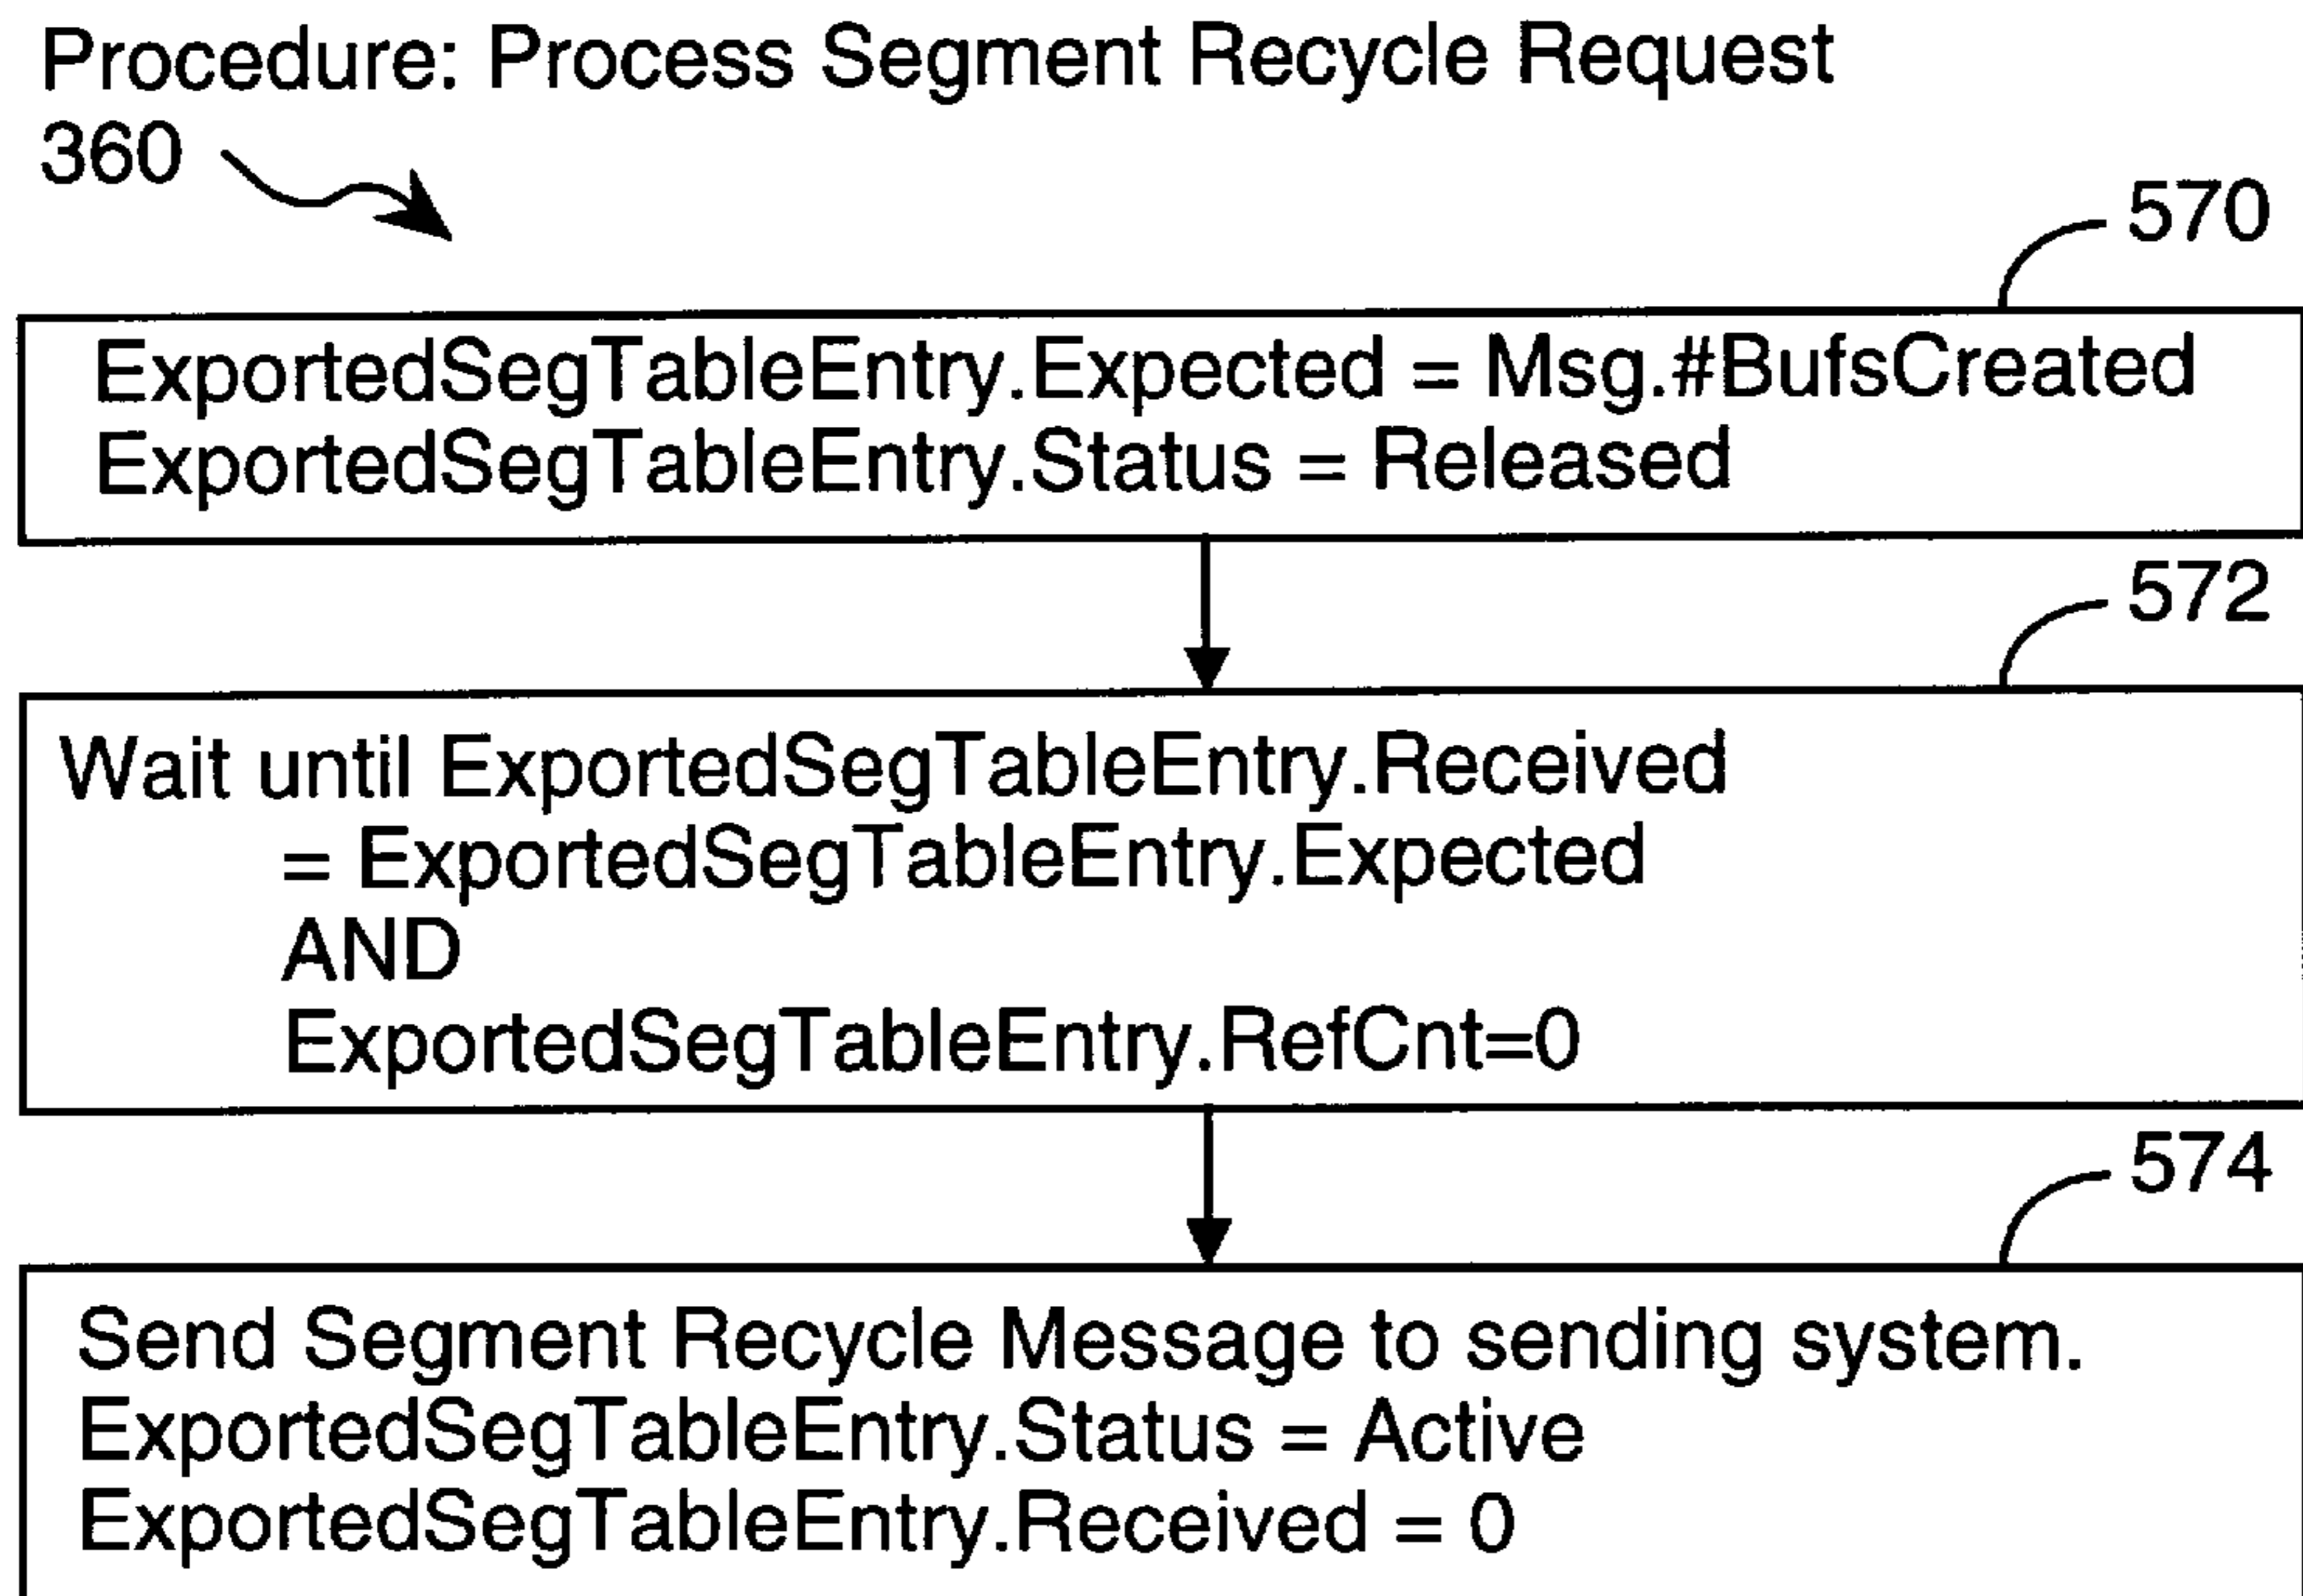 Procedure: Process Segment Recycle Request
360
570
ExportedSegTableEntry.Expected = Msg.#BufsCreated
ExportedSegTableEntry.Status = Released
572
Wait until ExportedSegTableEntry.Received
= ExportedSegTableEntry.Expected
AND
ExportedSegTableEntry.RefCnt=0
574
Send Segment Recycle Message to sending system.
ExportedSegTableEntry.Status = Active
ExportedSegTableEntry.Received = 0